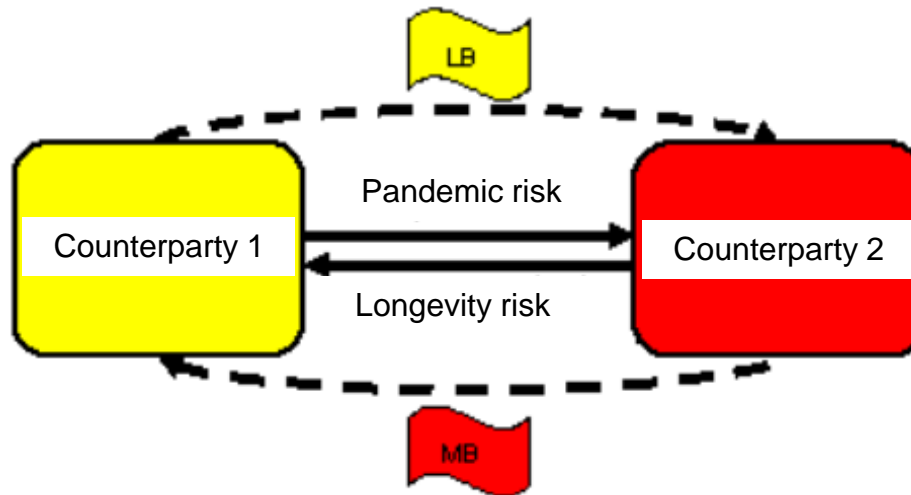 LB
Pandemic risk
Counterparty 1
Counterparty 2
Longevity risk
MB